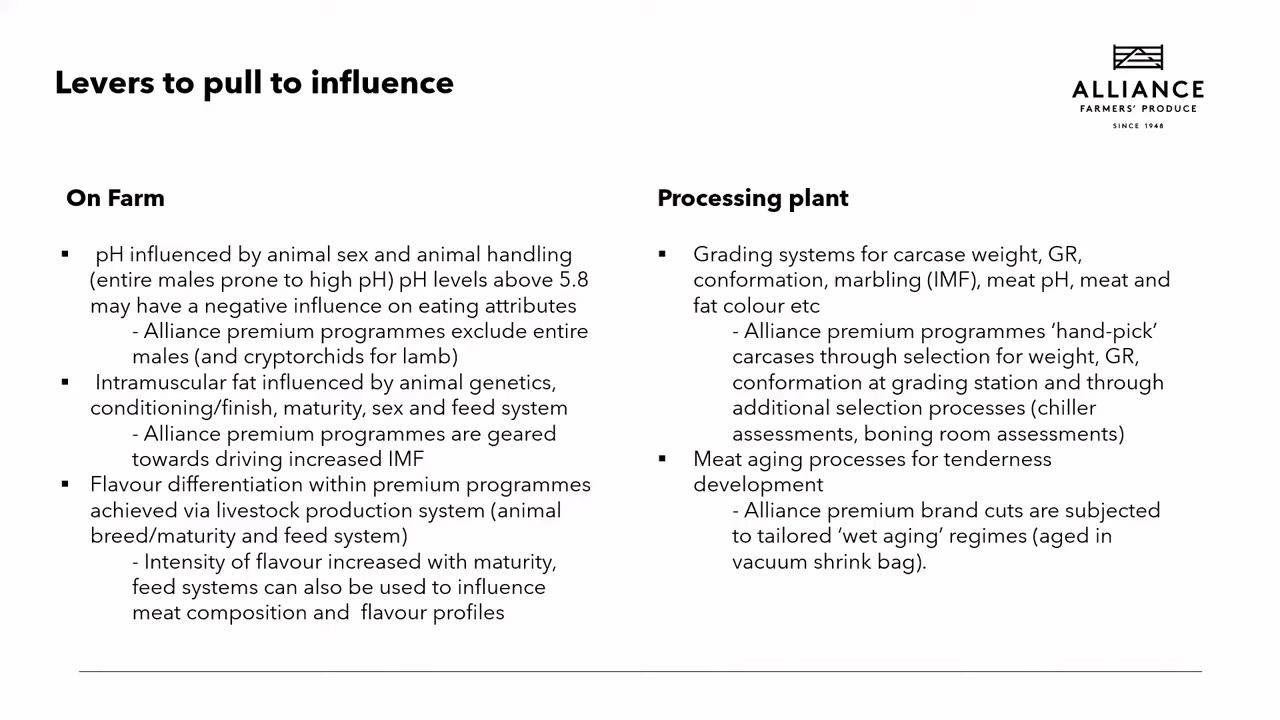 Levers to pull to influence
ALLIANCE
FARMERS' PRODUCE
SINCE 1948
On Farm
▪ pH influenced by animal sex and animal handling
(entire males prone to high pH) pH levels above 5.8
may have a negative influence on eating attributes
- Alliance premium programmes exclude entire
males (and cryptorchids for lamb)
▪ Intramuscular fat influenced by animal genetics,
conditioning/finish, maturity, sex and feed system
- Alliance premium programmes are geared
towards driving increased IMF
▪ Flavour differentiation within premium programmes
achieved via livestock production system (animal
breed/maturity and feed system)
- Intensity of flavour increased with maturity,
feed systems can also be used to influence
meat composition and flavour profiles
Processing plant
▪ Grading systems for carcase weight, GR,
conformation, marbling (IMF), meat pH, meat and
fat colour etc
- Alliance premium programmes ‘hand-pick’
carcases through selection for weight, GR,
conformation at grading station and through
additional selection processes (chiller
assessments, boning room assessments)
▪ Meat aging processes for tenderness
development
- Alliance premium brand cuts are subjected
to tailored ‘wet aging’ regimes (aged in
vacuum shrink bag).